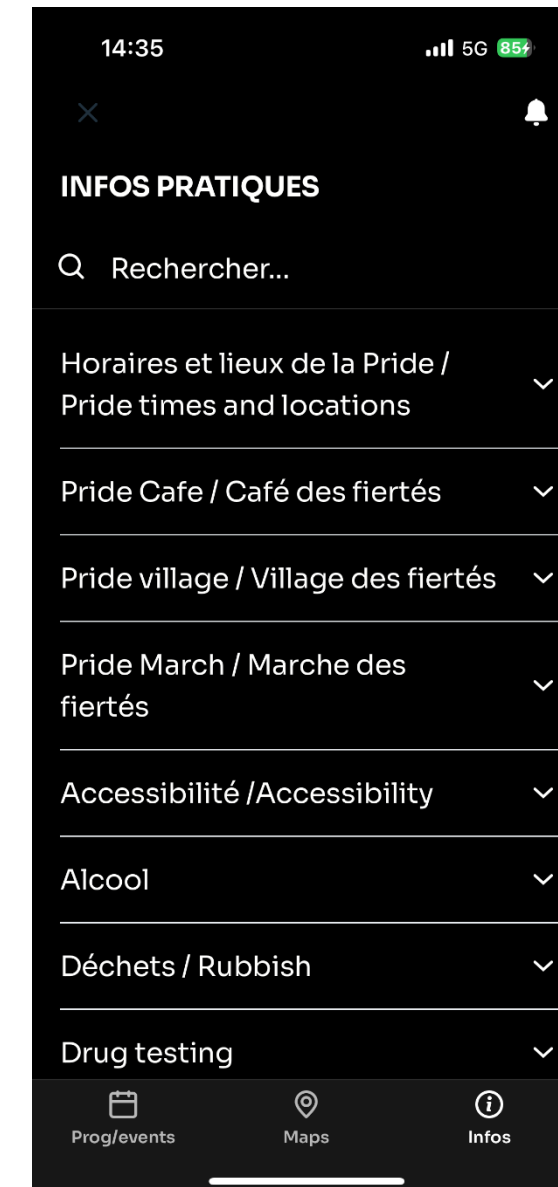 14:35
5G 85
INFOS PRATIQUES
Rechercher...
Horaires et lieux de la Pride /
Pride times and locations
Pride Cafe / Café des fiertés
Pride village / Village des fiertés
Pride March / Marche des
fiertés
Accessibilité /Accessibility
Alcool
Déchets / Rubbish
Drug testing
Prog/events Maps Infos